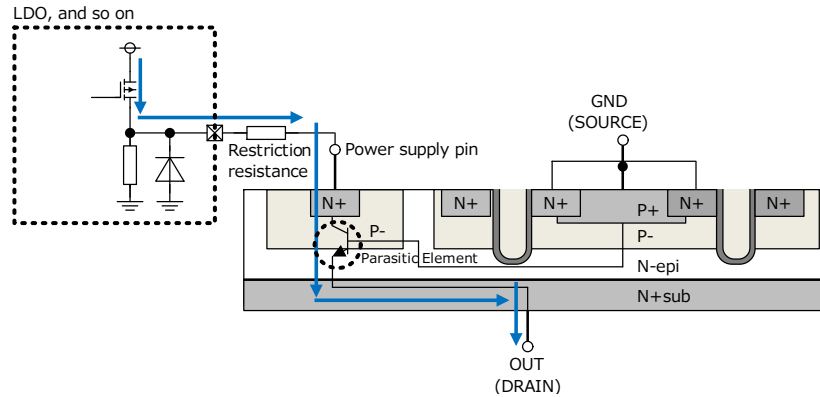 LDO, and so on
GND
(SOURCE)
Restriction
resistance
Power supply pin
N+
N+
N+
P+
N+
N+
P-
P-
Parasitic Element
N-epi
N+sub
OUT
(DRAIN)